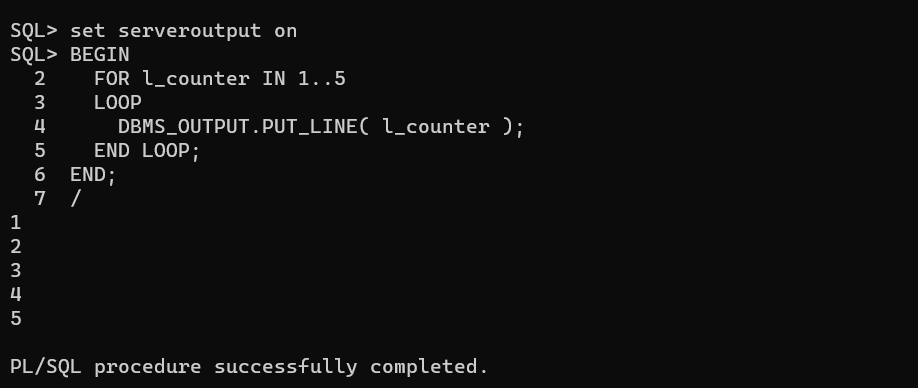 SQL> set serveroutput on
SQL> BEGIN
  2    FOR l_counter IN 1..5
  3    LOOP
  4      DBMS_OUTPUT.PUT_LINE( l_counter );
  5    END LOOP;
  6  END;
  7  /
1
2
3
4
5

PL/SQL procedure successfully completed.